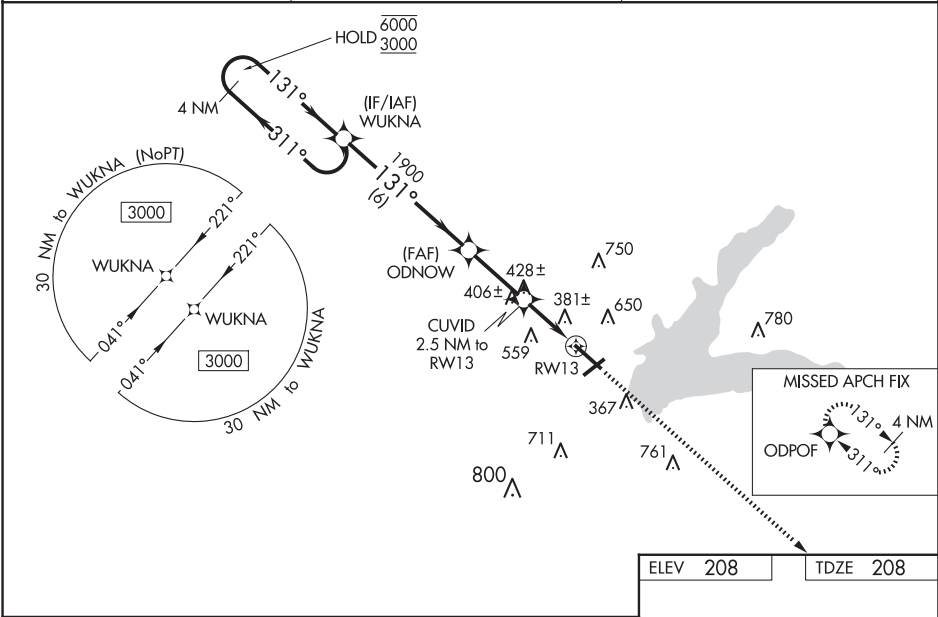 HOLD 6000
3000
131°
4 NM
311°
(IF/IAF)
WUKNA
1900
131°
(6)
30 NM to WUKNA (NoPT)
3000
221°
WUKNA
041°
221°
WUKNA
041°
3000
30 NM to WUKNA
(FAF)
ODNOW
750
428±
406±
381±
650
CUVID
2.5 NM to
RW13
559
780
RW13
367
711
761
800
MISSED APCH FIX
131°
4 NM
ODPOF
311°
ELEV 208
TDZE 208